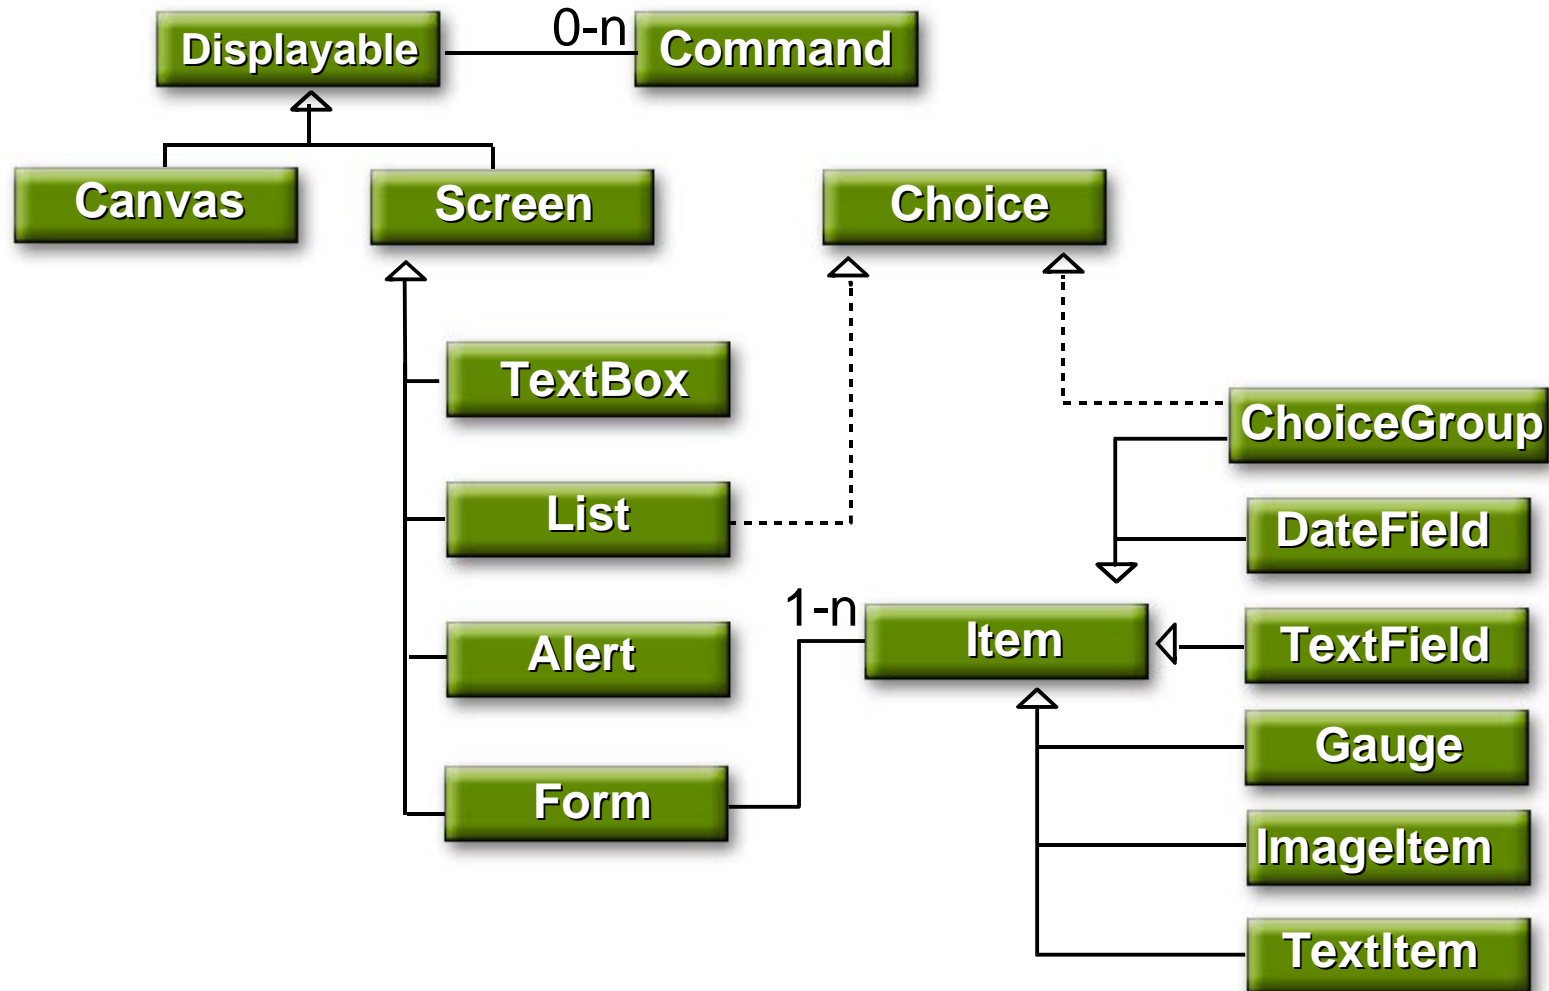 Displayable
0-n
Command
Canvas
Screen
Choice
TextBox
ChoiceGroup
List
DateField
1-n
Item
TextField
Alert
Gauge
Form
ImageItem
TextItem